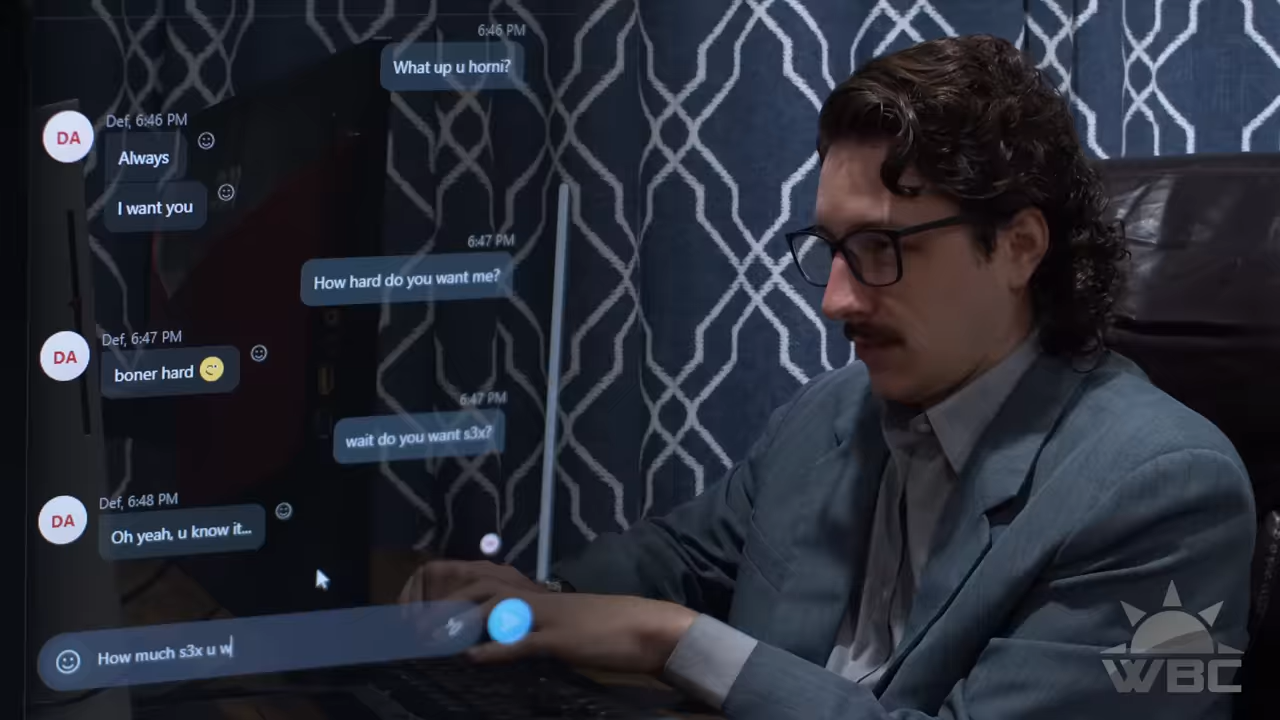 6:46 PM
What up u horni?
DA
Def, 6:46 PM
Always
I want you
6:47 PM
How hard do you want me?
DA
Def, 6:47 PM
boner hard
6:47 PM
wait do you want s3x?
DA
Def, 6:48 PM
Oh yeah, u know it...
How much s3x u w
WBC